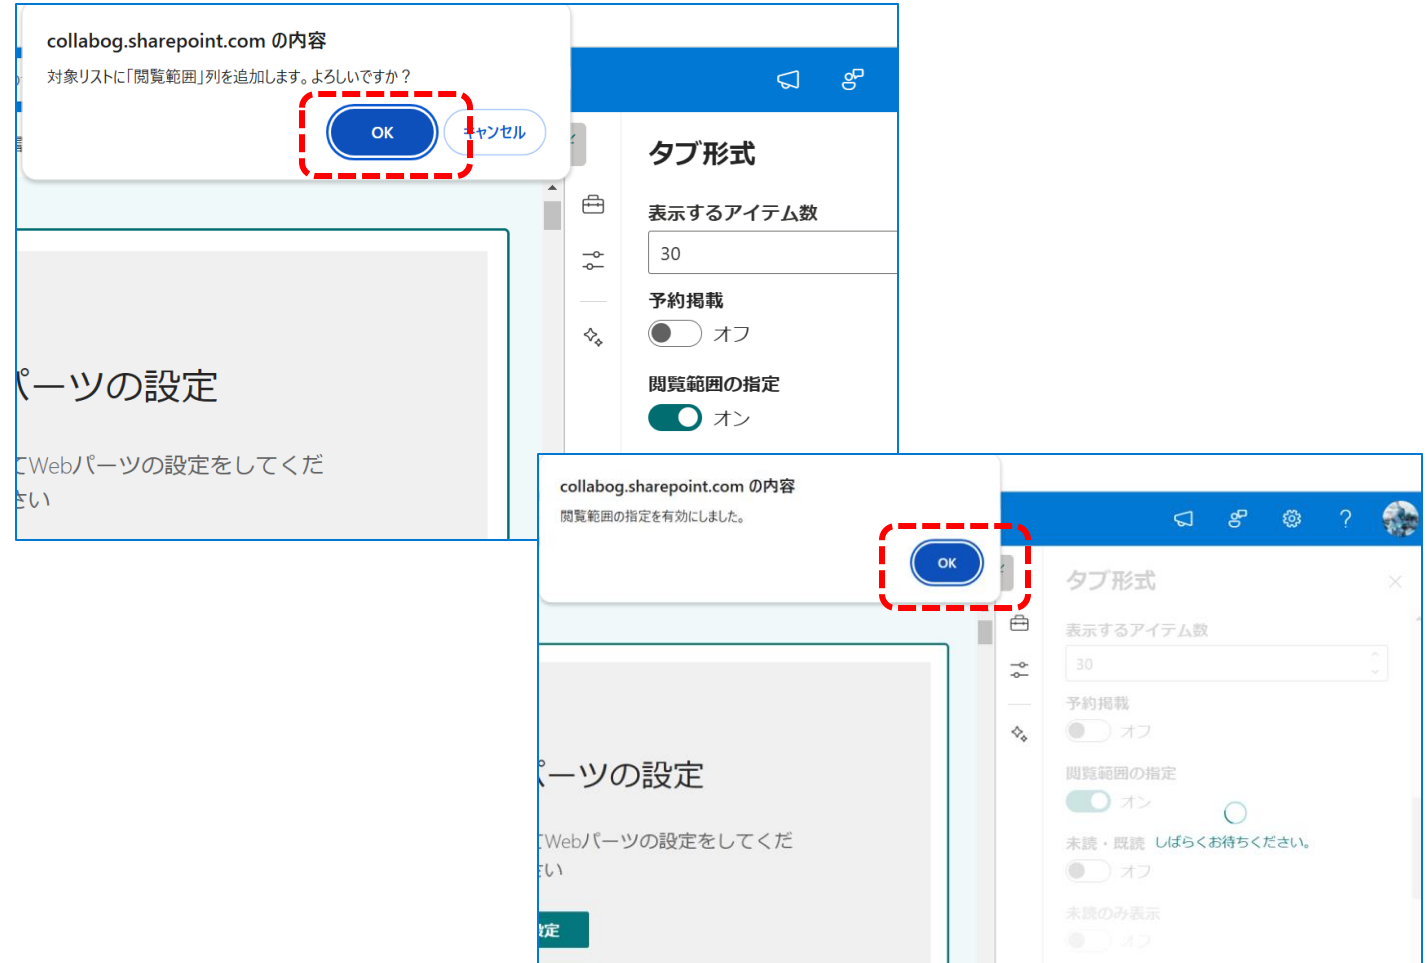 collabog.sharepoint.com の内容
対象リストに「閲覧範囲」列を追加します。よろしいですか？
OK
キャンセル
タブ形式
表示するアイテム数
30
予約掲載
オフ
閲覧範囲の指定
オン
パーツの設定
てWebパーツの設定をしてくだ
さい
collabog.sharepoint.com の内容
閲覧範囲の指定を有効にしました。
OK
タブ形式
表示するアイテム数
30
予約掲載
オフ
閲覧範囲の指定
オン
未読・既読
しばらくお待ちください。
オフ
未読のみ表示
オフ
パーツの設定
てWebパーツの設定をしてくだ
さい
設定